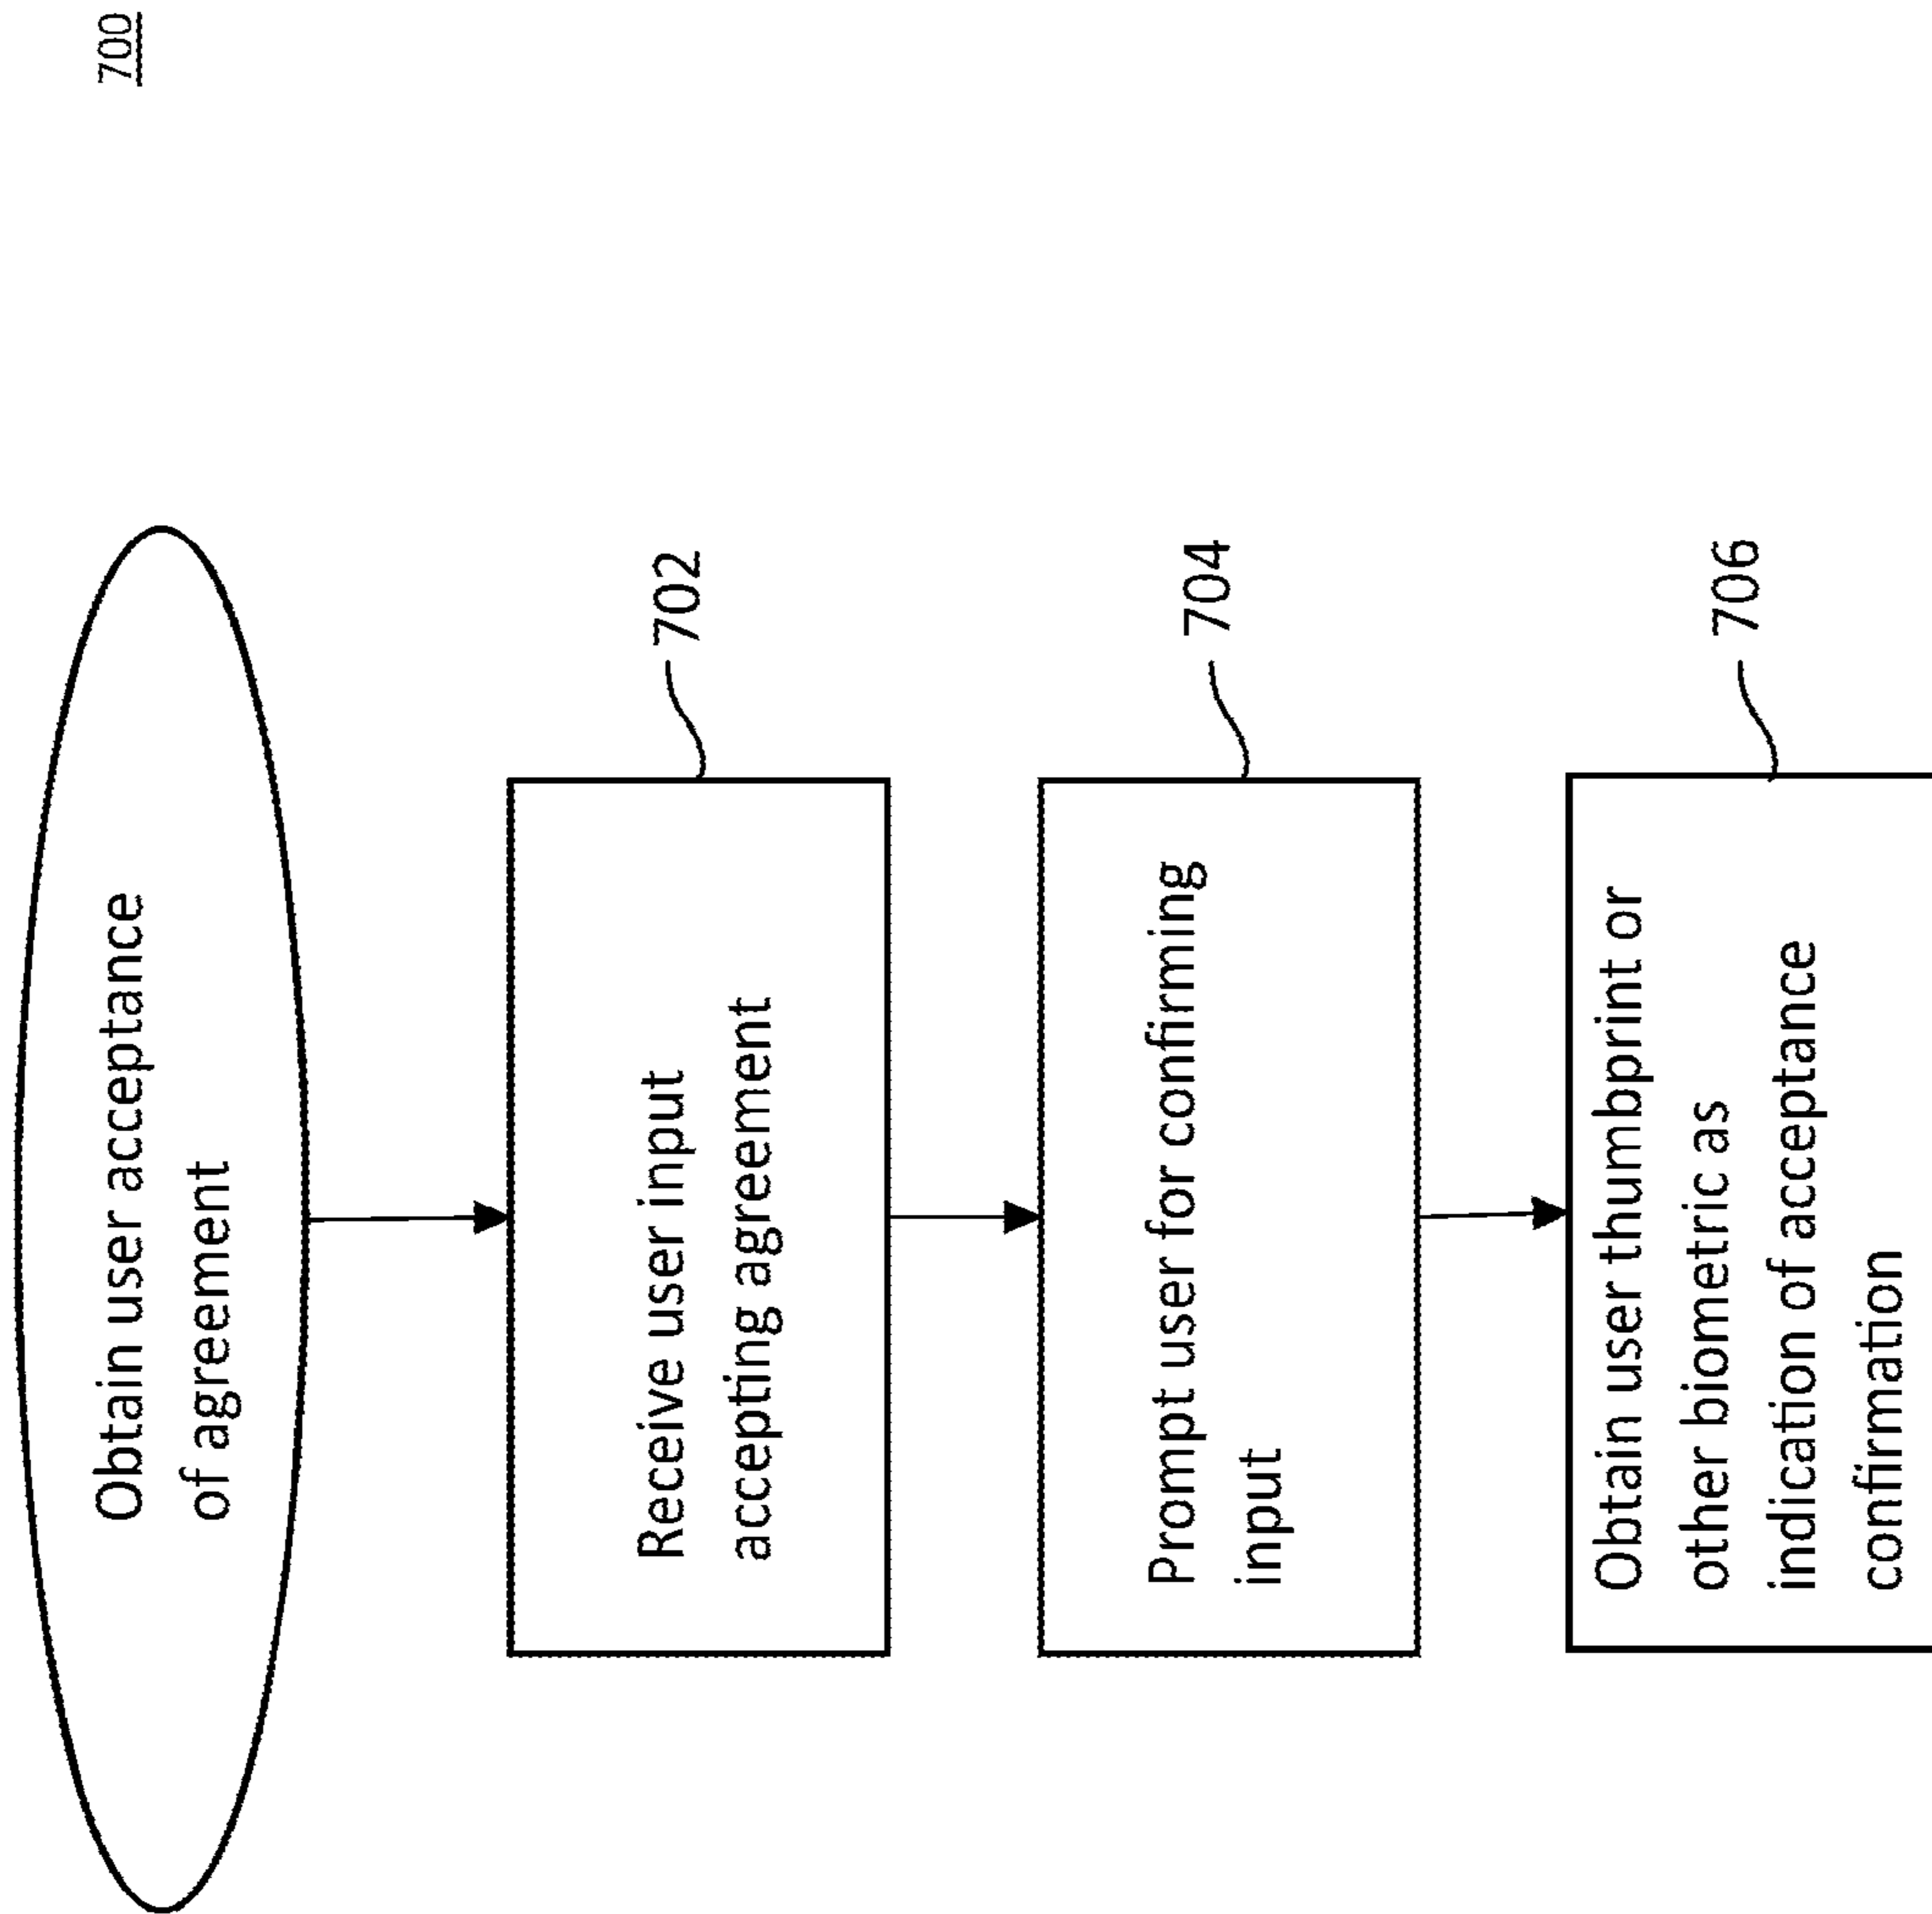 700
Obtain user acceptance
of agreement
702
Receive user input
accepting agreement
704
Prompt user for confirming
input
706
Obtain user thumbprint or
other biometric as
indication of acceptance
confirmation